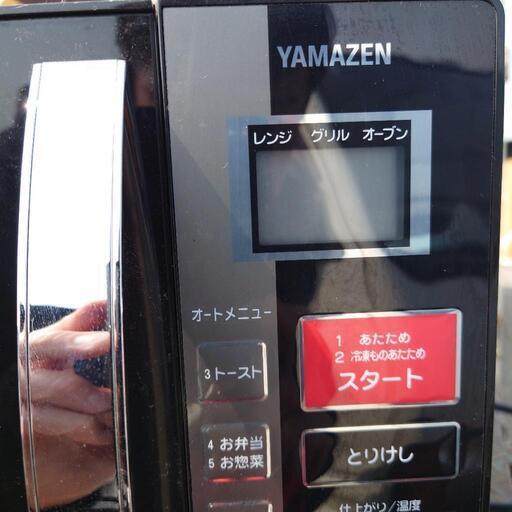 YAMAZEN
レンジ グリル オーブン
オートメニュー
1 あたため
2 冷凍ものあたため
スタート
3 トースト
4 お弁当
5 お惣菜
とりけし
仕上がり/温度